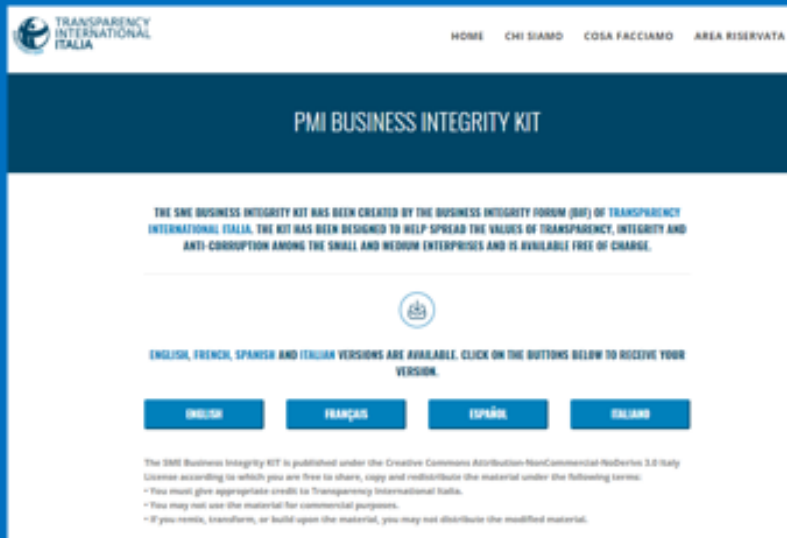 TRANSPARENCY
INTERNATIONAL
ITALIA
HOME CHI SIAMO COSA FACCIAMO AREA RISERVATA
PMI BUSINESS INTEGRITY KIT
THE SME BUSINESS INTEGRITY KIT HAS BEEN CREATED BY THE BUSINESS INTEGRITY FORUM (BIF) OF TRANSPARENCY
INTERNATIONAL ITALIA. THE KIT HAS BEEN DESIGNED TO HELP SPREAD THE VALUES OF TRANSPARENCY, INTEGRITY AND
ANTI-CORRUPTION AMONG THE SMALL AND MEDIUM ENTERPRISES AND IS AVAILABLE FREE OF CHARGE.
ENGLISH, FRENCH, SPANISH AND ITALIAN VERSIONS ARE AVAILABLE. CLICK ON THE BUTTONS BELOW TO RECEIVE YOUR
VERSION.
ENGLISH FRANÇAIS ESPAÑOL ITALIANO
The SME Business Integrity KIT is published under the Creative Commons Attribution-NonCommercial-NoDerivs 3.0 Italy
License according to which you are free to share, copy and redistribute the material under the following terms:
• You must give appropriate credit to Transparency International Italia.
• You may not use the material for commercial purposes.
• If you remix, transform, or build upon the material, you may not distribute the modified material.